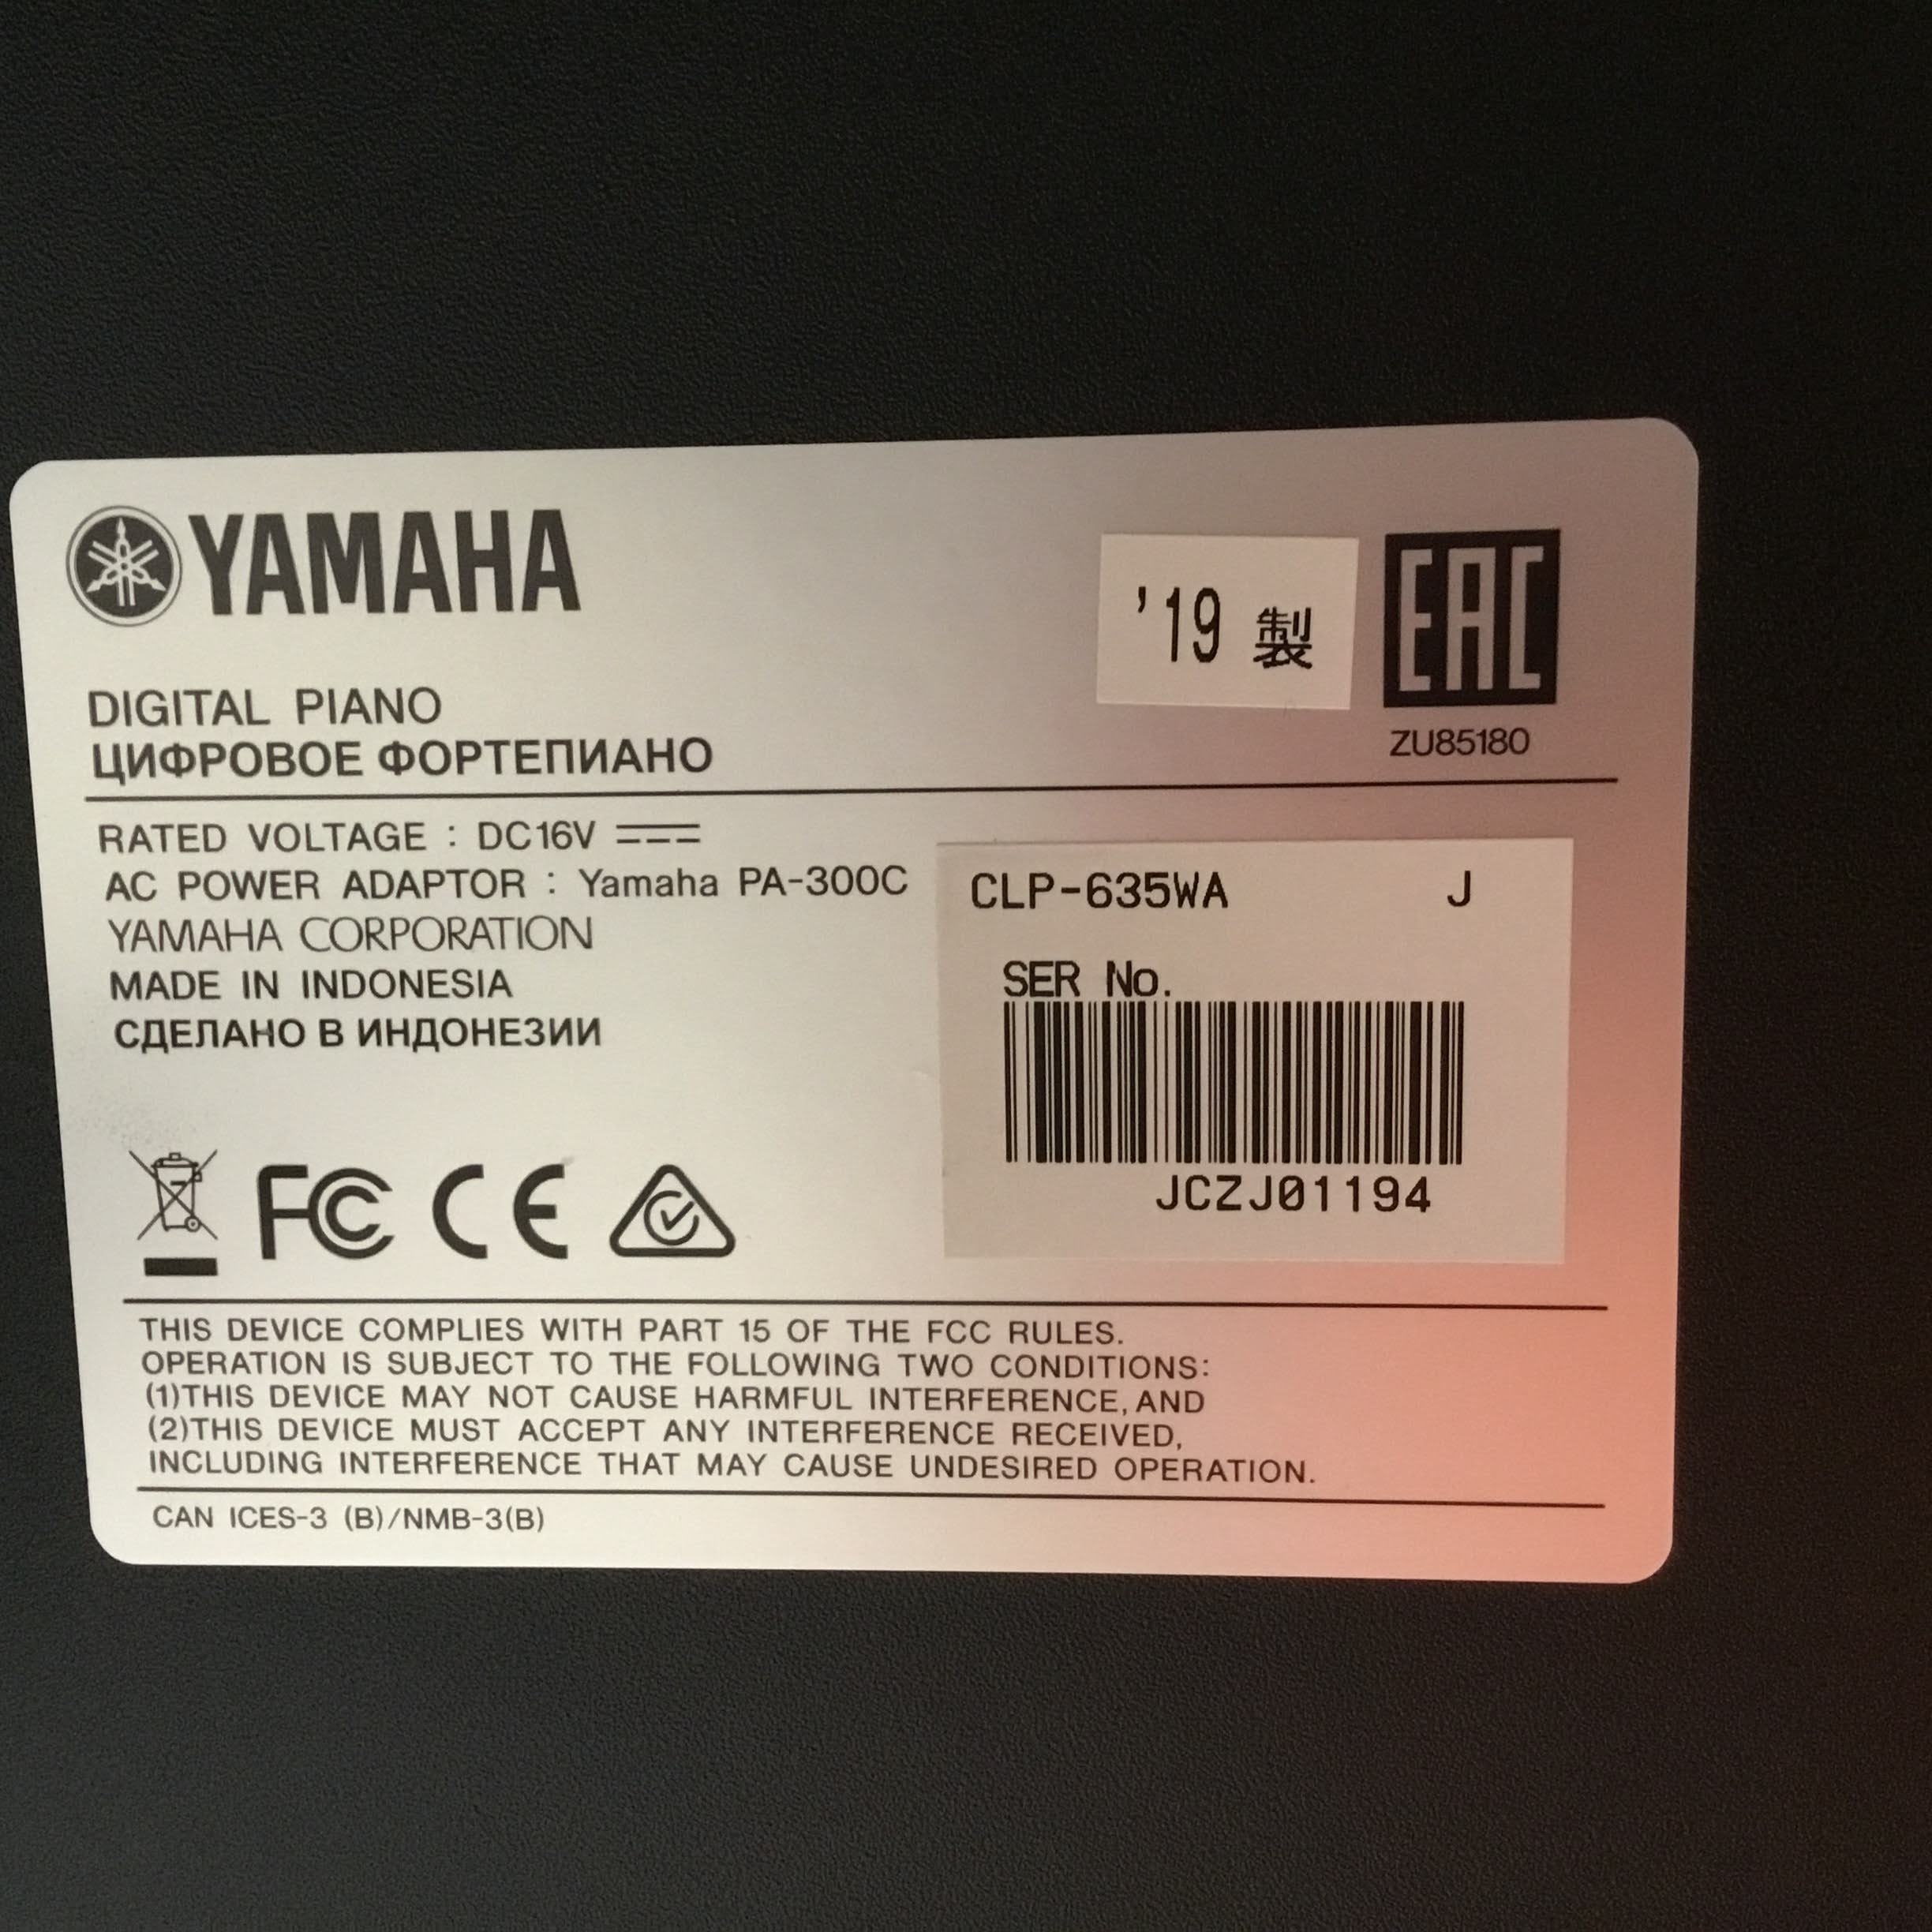 YAMAHA
'19 製
EAC
DIGITAL PIANO
ЦИФРОВОЕ ФОРТЕПИАНО
ZU85180
RATED VOLTAGE : DC16V
AC POWER ADAPTOR : Yamaha PA-300C
YAMAHA CORPORATION
MADE IN INDONESIA
СДЕЛАНО В ИНДОНЕЗИИ
CLP-635WA J
SER No.
JCZJ01194
FC CE
THIS DEVICE COMPLIES WITH PART 15 OF THE FCC RULES.
OPERATION IS SUBJECT TO THE FOLLOWING TWO CONDITIONS:
(1)THIS DEVICE MAY NOT CAUSE HARMFUL INTERFERENCE, AND
(2)THIS DEVICE MUST ACCEPT ANY INTERFERENCE RECEIVED,
INCLUDING INTERFERENCE THAT MAY CAUSE UNDESIRED OPERATION.
CAN ICES-3 (B)/NMB-3(B)